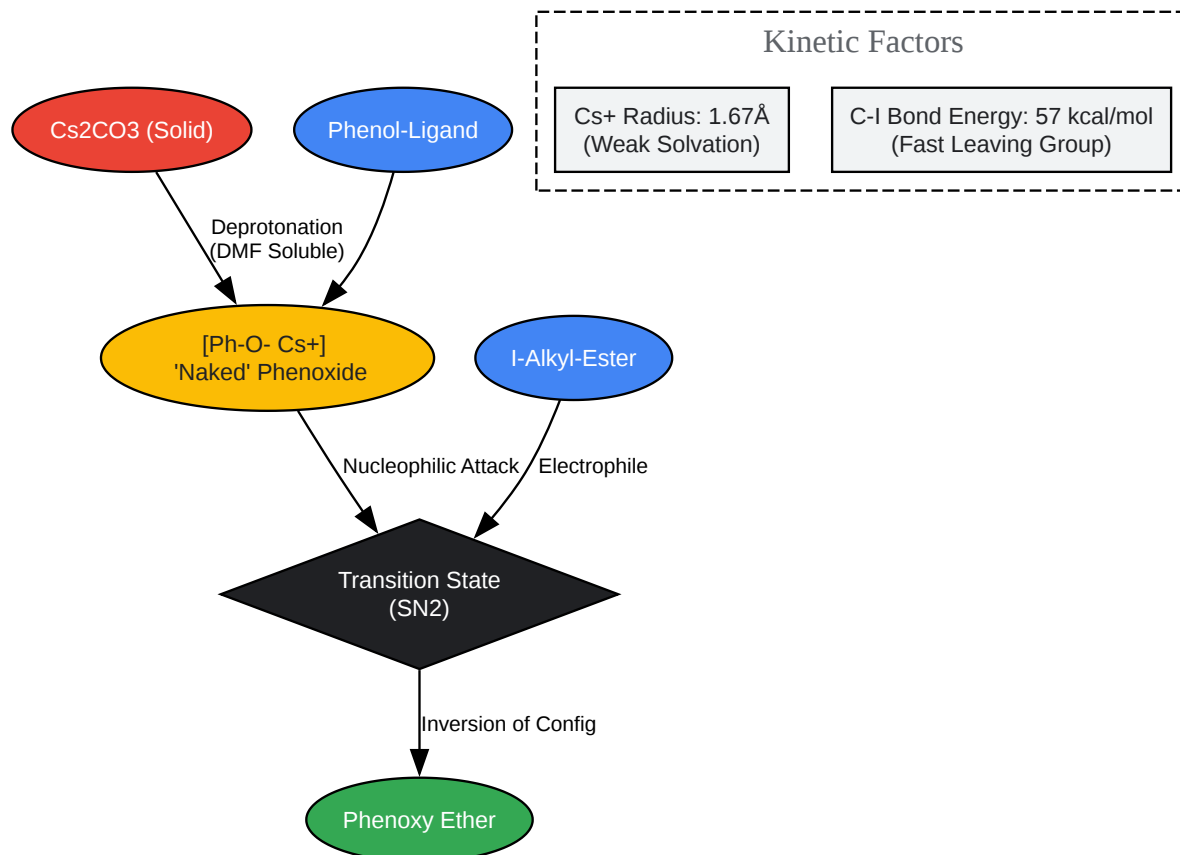 Kinetic Factors
Cs2CO3 (Solid)
Phenol-Ligand
Cs+ Radius: 1.67Å
(Weak Solvation)
C-I Bond Energy: 57 kcal/mol
(Fast Leaving Group)
Deprotonation
(DMF Soluble)
[Ph-O- Cs+]
'Naked' Phenoxide
I-Alkyl-Ester
Nucleophilic Attack
Electrophile
Transition State
(SN2)
Inversion of Config
Phenoxy Ether